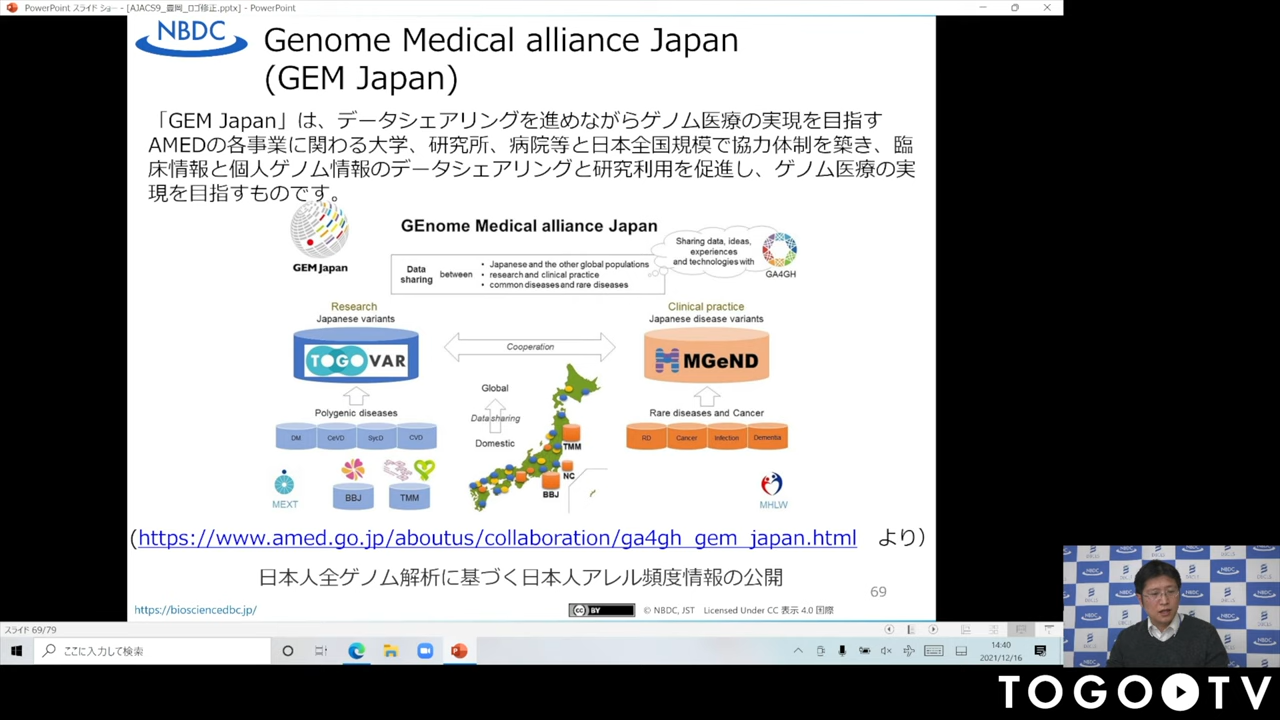 PowerPoint スライド ショー - [AJACS9_豊岡_ロゴ修正.pptx] - PowerPoint
NBDC
Genome Medical alliance Japan
(GEM Japan)
「GEM Japan」は、データシェアリングを進めながらゲノム医療の実現を目指す
AMEDの各事業に関わる大学、研究所、病院等と日本全国規模で協力体制を築き、臨
床情報と個人ゲノム情報のデータシェアリングと研究利用を促進し、ゲノム医療の実
現を目指すものです。
GEnome Medical alliance Japan
GEM Japan
Data sharing
between
• Japanese and the other global populations
• research and clinical practice
• common diseases and rare diseases
Sharing data, ideas,
experiences
and technologies with
GA4GH
Research
Japanese variants
TOGOVAR
Cooperation
Clinical practice
Japanese disease variants
MGeND
Global
Data sharing
Domestic
Polygenic diseases
DM
CeVD
SycD
CVD
Rare diseases and Cancer
RD
Cancer
Infection
Dementia
TMM
NC
BBJ
MEXT
BBJ
TMM
MHLW
(https://www.amed.go.jp/aboutus/collaboration/ga4gh_gem_japan.html より)
日本人全ゲノム解析に基づく日本人アレル頻度情報の公開
69
https://biosciencedbc.jp/
CC BY
© NBDC, JST Licensed Under CC 表示 4.0 国際
スライド 69/79
ここに入力して検索
14:40
2021/12/16
NBDC
TOGO TV